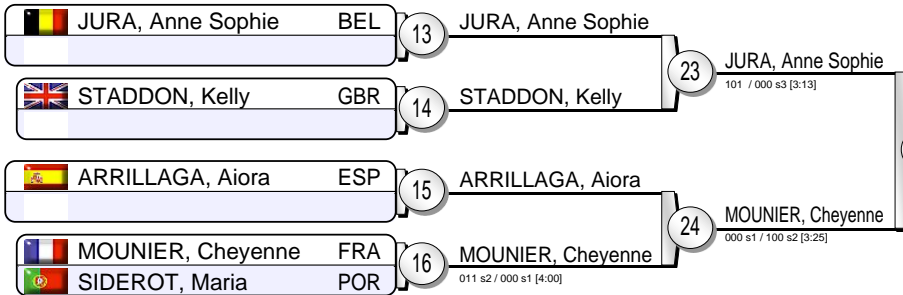 JURA, Anne Sophie BEL
13
JURA, Anne Sophie
23
JURA, Anne Sophie
101 / 000 s3 [3:13]
STADDON, Kelly GBR
14
STADDON, Kelly
ARRILLAGA, Aiora ESP
15
ARRILLAGA, Aiora
24
MOUNIER, Cheyenne
000 s1 / 100 s2 [3:25]
MOUNIER, Cheyenne FRA
SIDEROT, Maria POR
16
MOUNIER, Cheyenne
011 s2 / 000 s1 [4:00]